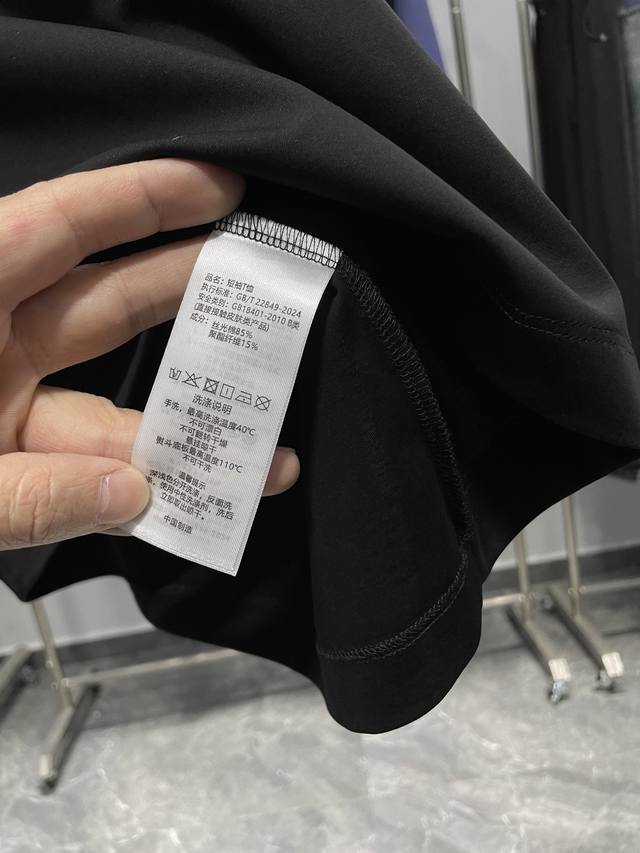 品名：短袖T恤
执行标准：GB/T 22849-2024
安全类别：GB18401-2010 B类
(直接接触皮肤类产品)
成分：丝光棉85%
聚酯纤维15%
洗涤说明
手洗，最高洗涤温度40℃
不可漂白
不可翻转干燥
悬挂晾干
熨斗底板最高温度110℃
不可干洗
温馨提示
深浅色分开洗涤，反面洗
涤，使用中性洗涤剂，洗后
立即取出晾干。
中国制造